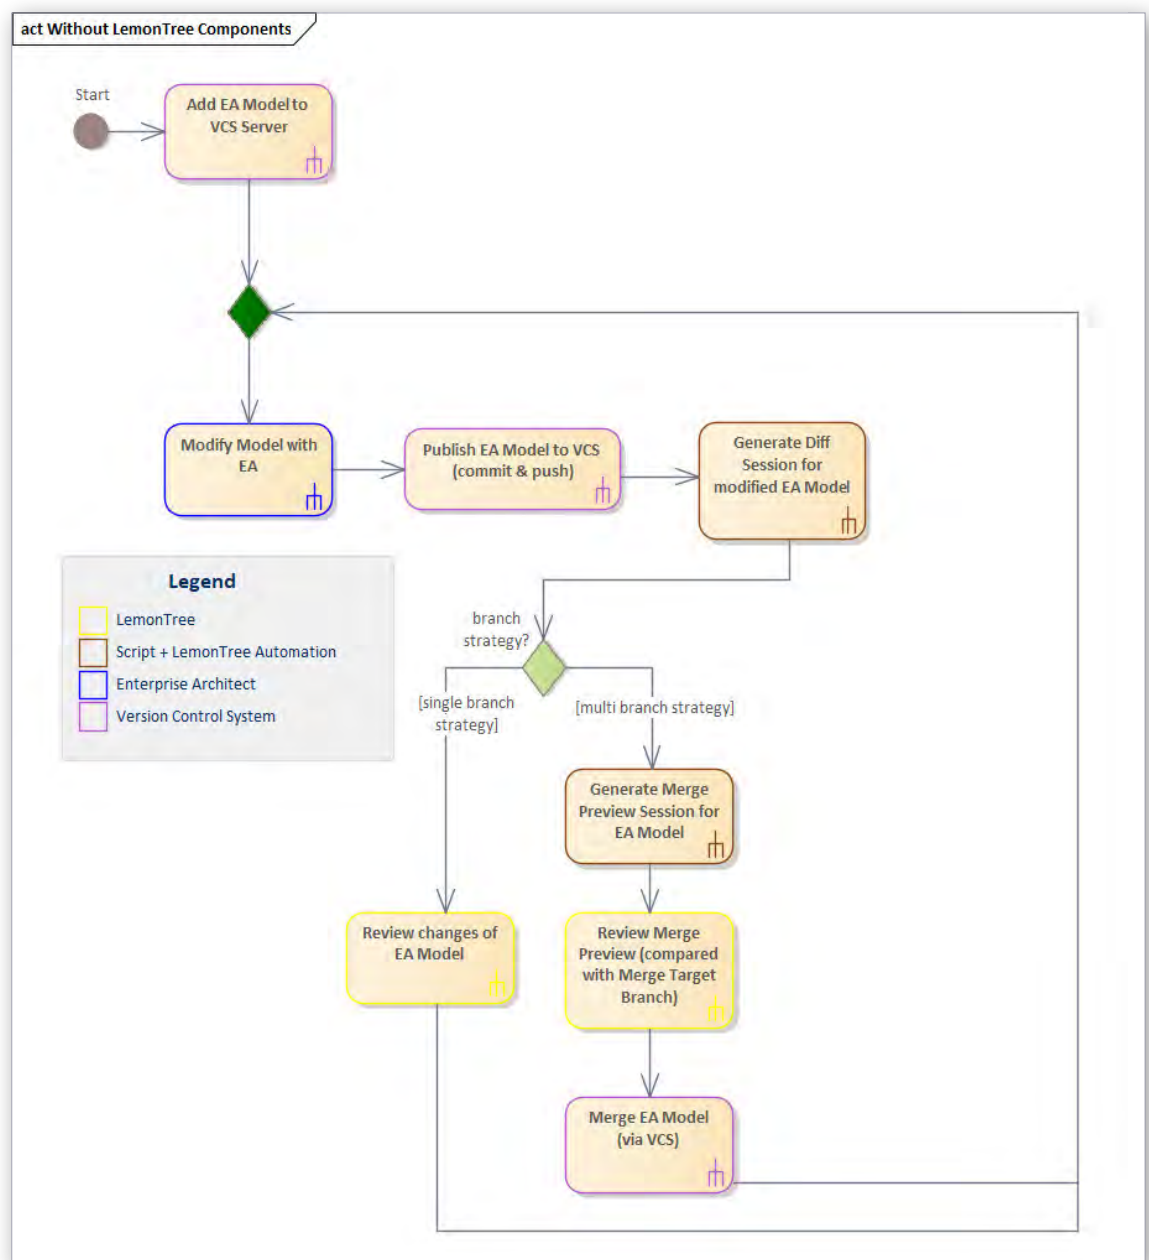 act Without LemonTree Components
Start
Add EA Model to
VCS Server
Modify Model with
EA
Publish EA Model to VCS
(commit & push)
Generate Diff
Session for
modified EA Model
Legend
LemonTree
Script + LemonTree Automation
Enterprise Architect
Version Control System
branch
strategy?
[single branch
strategy]
[multi branch strategy]
Generate Merge
Preview Session for
EA Model
Review changes of
EA Model
Review Merge
Preview (compared
with Merge Target
Branch)
Merge EA Model
(via VCS)